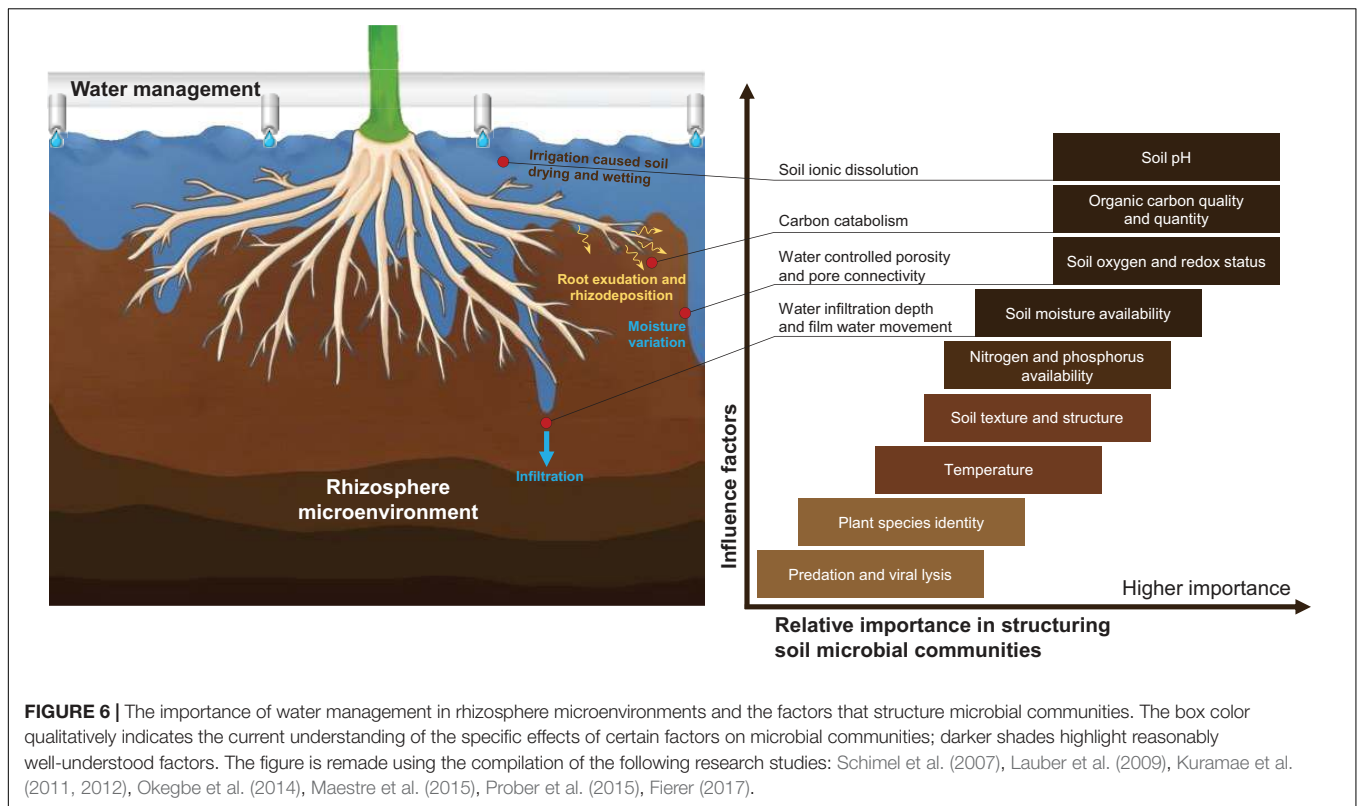 Water management
Irrigation caused soil
drying and wetting
Root exudation and
rhizodeposition
Moisture
variation
Infiltration
Rhizosphere
microenvironment
Soil ionic dissolution
Carbon catabolism
Water controlled porosity
and pore connectivity
Water infiltration depth
and film water movement
Influence factors
Soil pH
Organic carbon quality
and quantity
Soil oxygen and redox status
Soil moisture availability
Nitrogen and phosphorus
availability
Soil texture and structure
Temperature
Plant species identity
Predation and viral lysis
Higher importance
Relative importance in structuring
soil microbial communities
FIGURE 6 | The importance of water management in rhizosphere microenvironments and the factors that structure microbial communities. The box color
qualitatively indicates the current understanding of the specific effects of certain factors on microbial communities; darker shades highlight reasonably
well-understood factors. The figure is remade using the compilation of the following research studies: Schimel et al. (2007), Lauber et al. (2009), Kuramae et al.
(2011, 2012), Okegbe et al. (2014), Maestre et al. (2015), Prober et al. (2015), Fierer (2017).